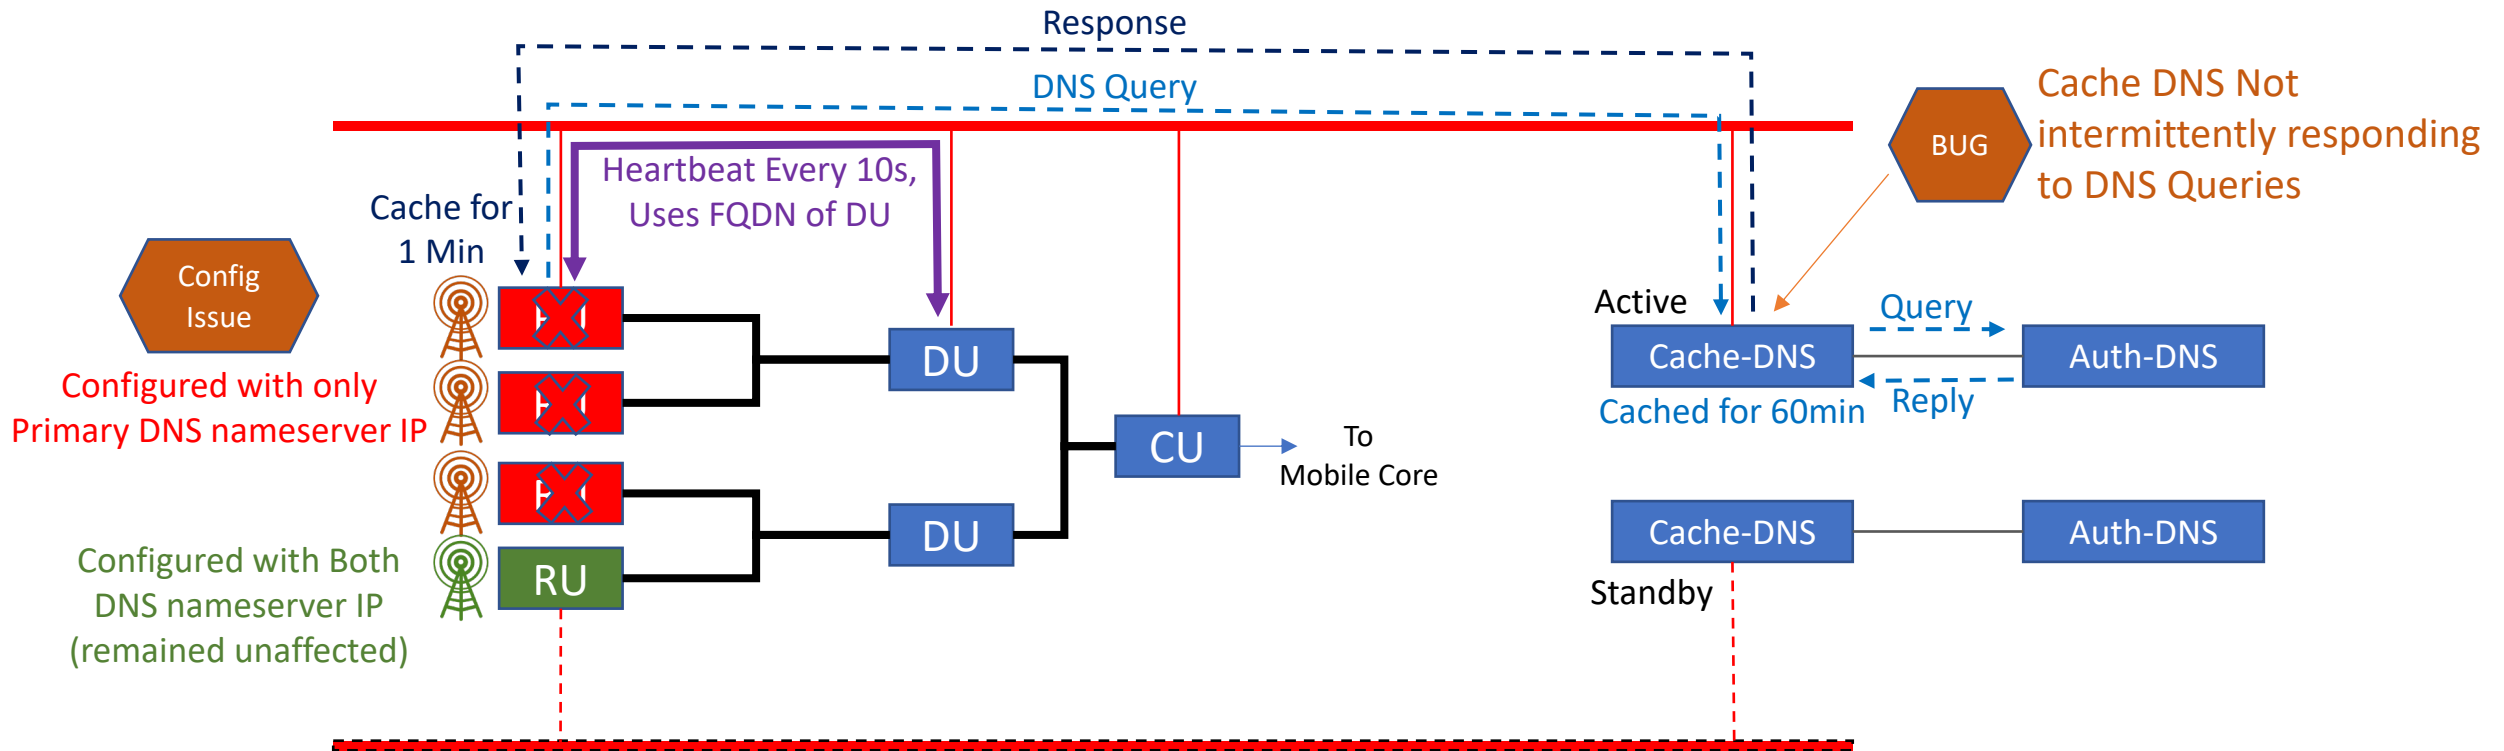 Response
DNS Query
Cache DNS Not
intermittently responding
to DNS Queries
BUG
Heartbeat Every 10s,
Uses FQDN of DU
Cache for
1 Min
Config
Issue
Active
Query
DU
Cache-DNS
Auth-DNS
Configured with only
Primary DNS nameserver IP
Cached for 60min
Reply
CU
To
Mobile Core
DU
Cache-DNS
Auth-DNS
Configured with Both
DNS nameserver IP
(remained unaffected)
RU
Standby